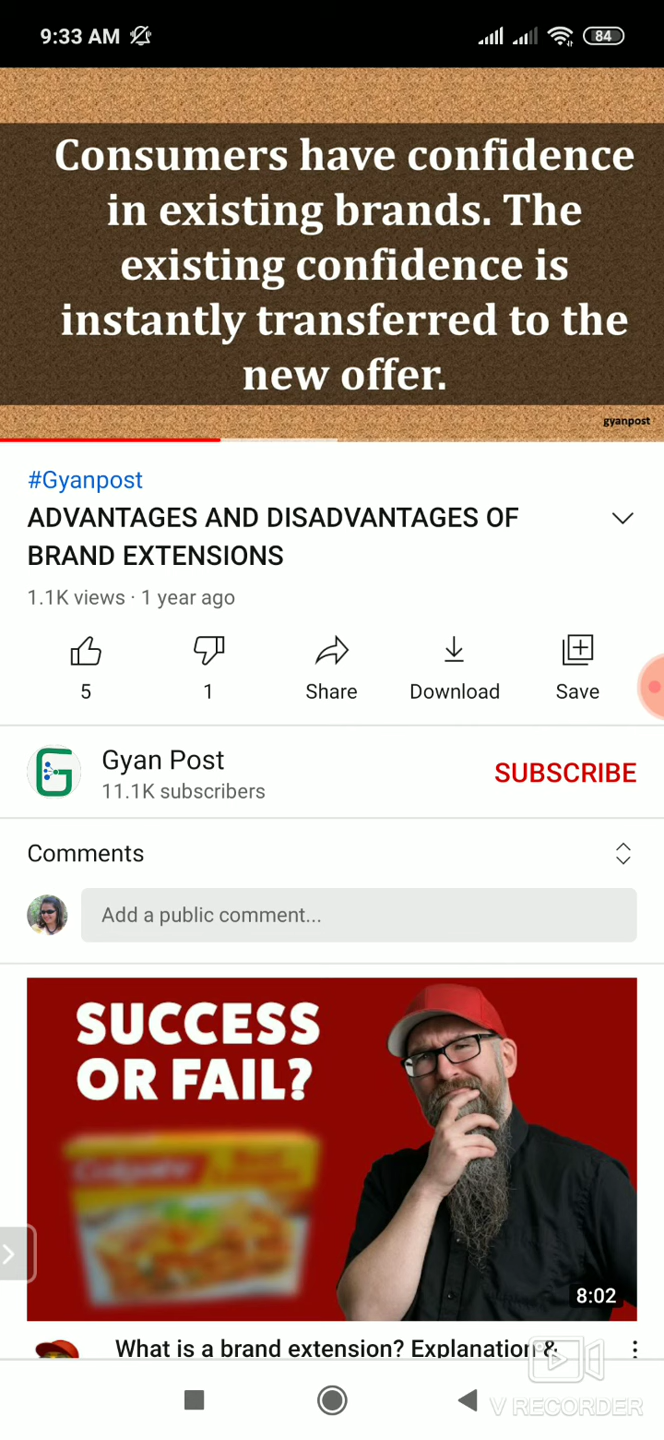 9:33 AM
84
Consumers have confidence
in existing brands. The
existing confidence is
instantly transferred to the
new offer.
gyanpost
#Gyanpost
ADVANTAGES AND DISADVANTAGES OF
BRAND EXTENSIONS
1.1K views · 1 year ago
5
1
Share
Download
Save
Gyan Post
11.1K subscribers
SUBSCRIBE
Comments
Add a public comment...
SUCCESS
OR FAIL?
Colgate
8:02
What is a brand extension? Explanation &
V RECORDER